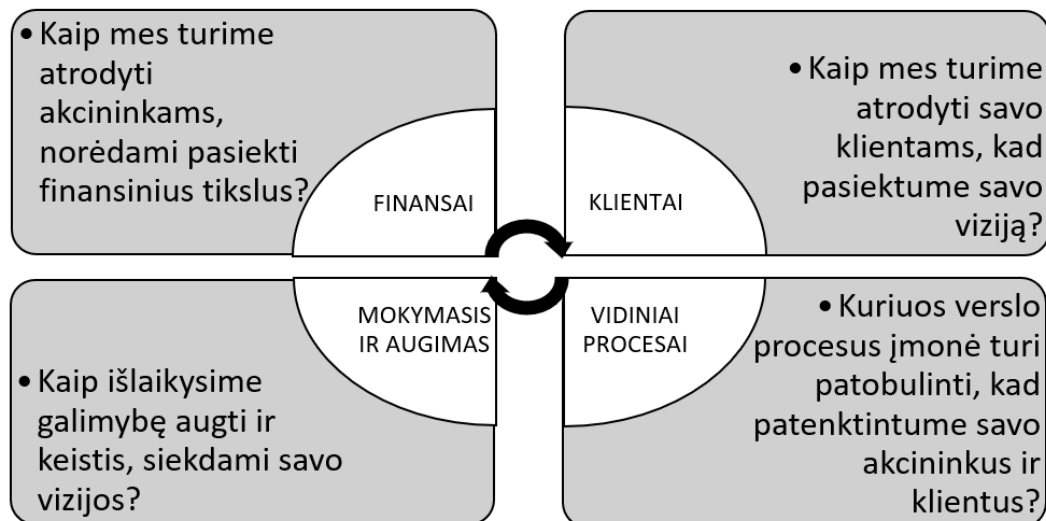 • Kaip mes turime
atrodyti
akcininkams,
norėdami pasiekti
finansinius tikslus?
FINANSAI
• Kaip mes turime
atrodyti savo
klientams, kad
pasiektume savo
viziją?
KLIENTAI
MOKYMASIS
IR AUGIMAS
• Kaip išlaikysime
galimybę augti ir
keistis, siekdami savo
vizijos?
VIDINIAI
PROCESAI
• Kuriuos verslo
procesus įmonė turi
patobulinti, kad
patenktintume savo
akcininkus ir
klientus?